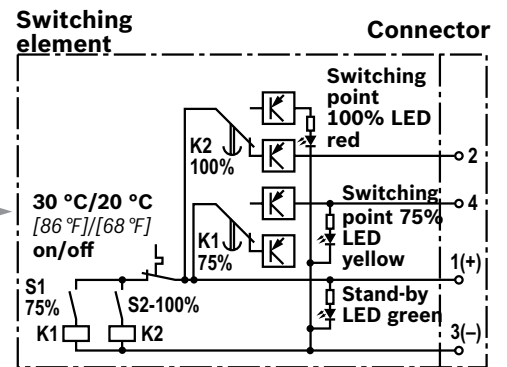 Switching
element
Connector
Switching
point
100% LED
red
K2
100%
2
30 °C/20 °C
[86 °F]/[68 °F]
on/off
Switching
point 75%
LED
yellow
4
K1
75%
1(+)
S1
75%
S2-100%
Stand-by
LED green
K1
K2
3(–)